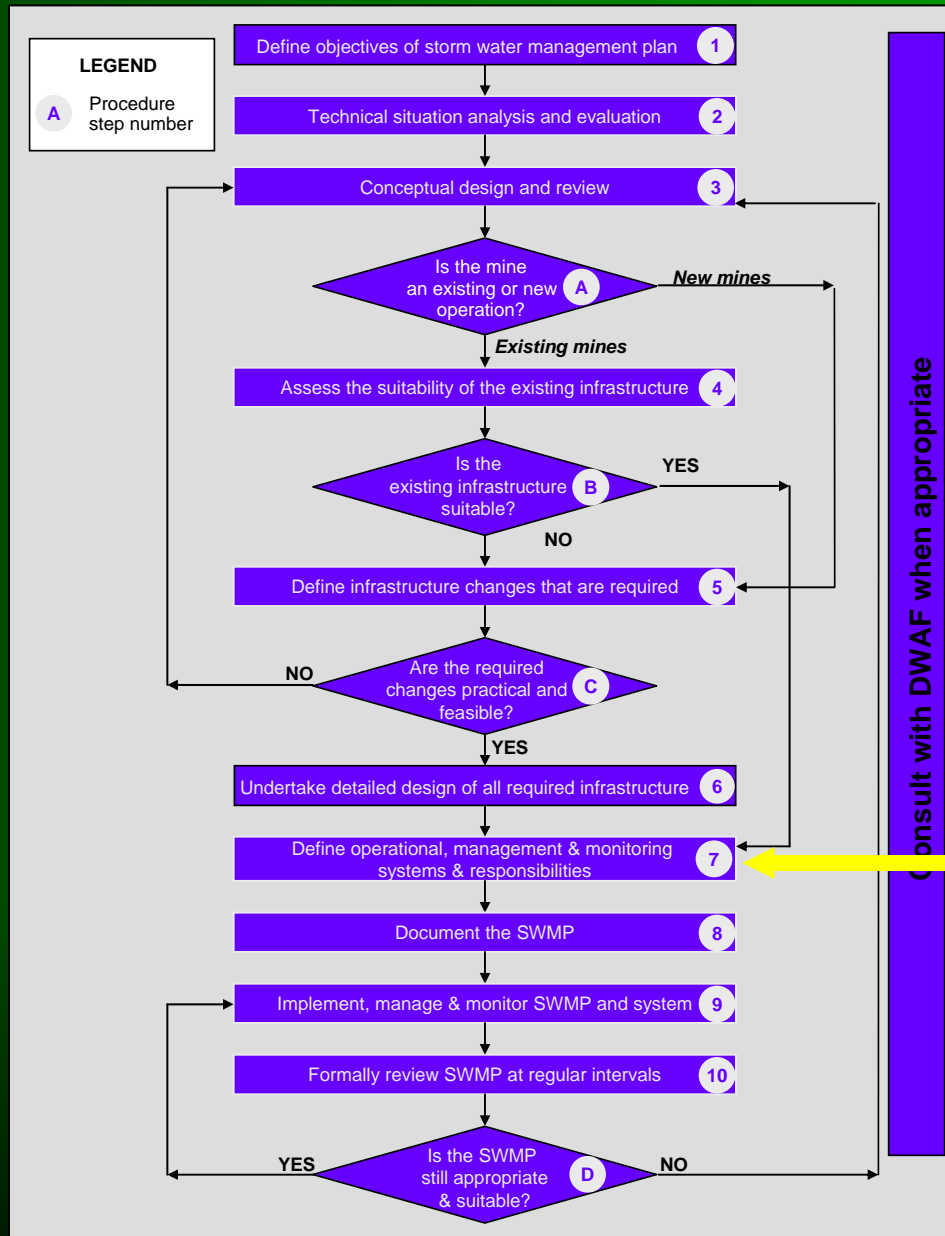 LEGEND
A
Procedure
step number
Define objectives of storm water management plan 1
Technical situation analysis and evaluation 2
Conceptual design and review 3
Is the mine
an existing or new
operation?
A
New mines
Existing mines
Assess the suitability of the existing infrastructure 4
Is the
existing infrastructure
suitable?
B
YES
NO
Define infrastructure changes that are required 5
Are the required
changes practical and
feasible?
C
NO
YES
Undertake detailed design of all required infrastructure 6
Define operational, management & monitoring
systems & responsibilities
7
Document the SWMP 8
Implement, manage & monitor SWMP and system 9
Formally review SWMP at regular intervals 10
Is the SWMP
still appropriate
& suitable?
D
YES
NO
Consult with DWAF when appropriate